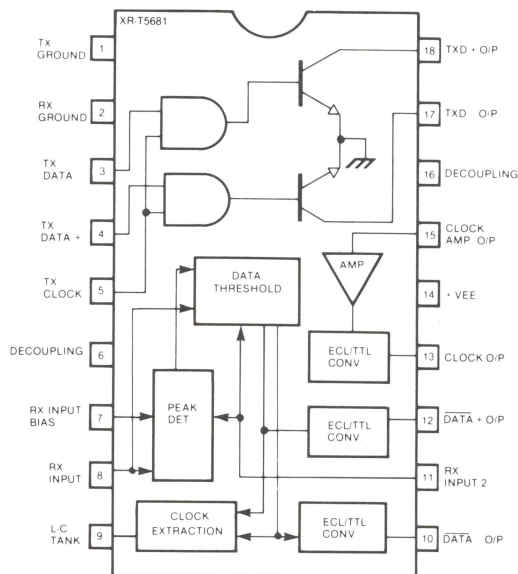 XR-T5681
TX
GROUND
1
RX
GROUND
2
TX
DATA
3
TX
DATA +
4
TX
CLOCK
5
DECOUPLING
6
RX INPUT
BIAS
7
RX
INPUT
8
L-C
TANK
9
18
TXD + O/P
17
TXD O/P
16
DECOUPLING
15
CLOCK
AMP O/P
14
+ VEE
13
CLOCK O/P
12
DATA + O/P
11
RX
INPUT 2
10
DATA O/P
DATA
THRESHOLD
AMP
ECL/TTL
CONV
PEAK
DET
ECL/TTL
CONV.
CLOCK
EXTRACTION
ECL/TTL
CONV